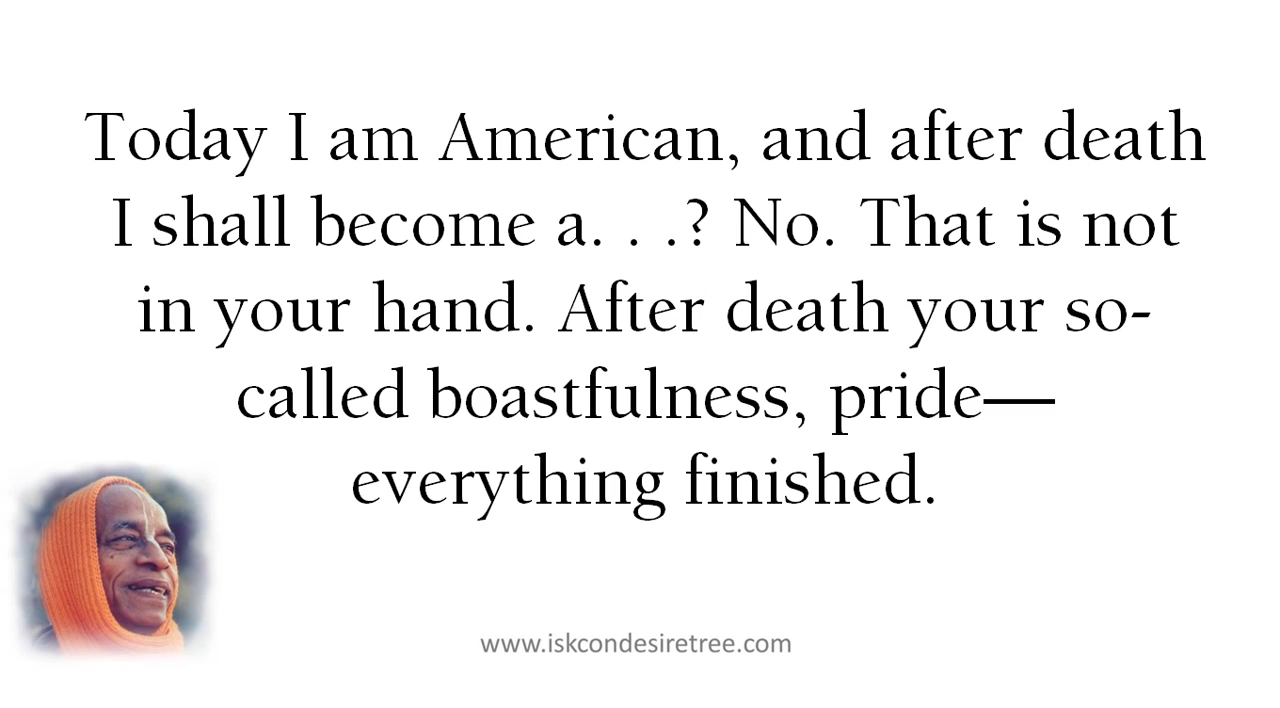 Today I am American, and after death
I shall become a. . .? No. That is not
in your hand. After death your so-
called boastfulness, pride—
everything finished.
www.iskcondesiretree.com